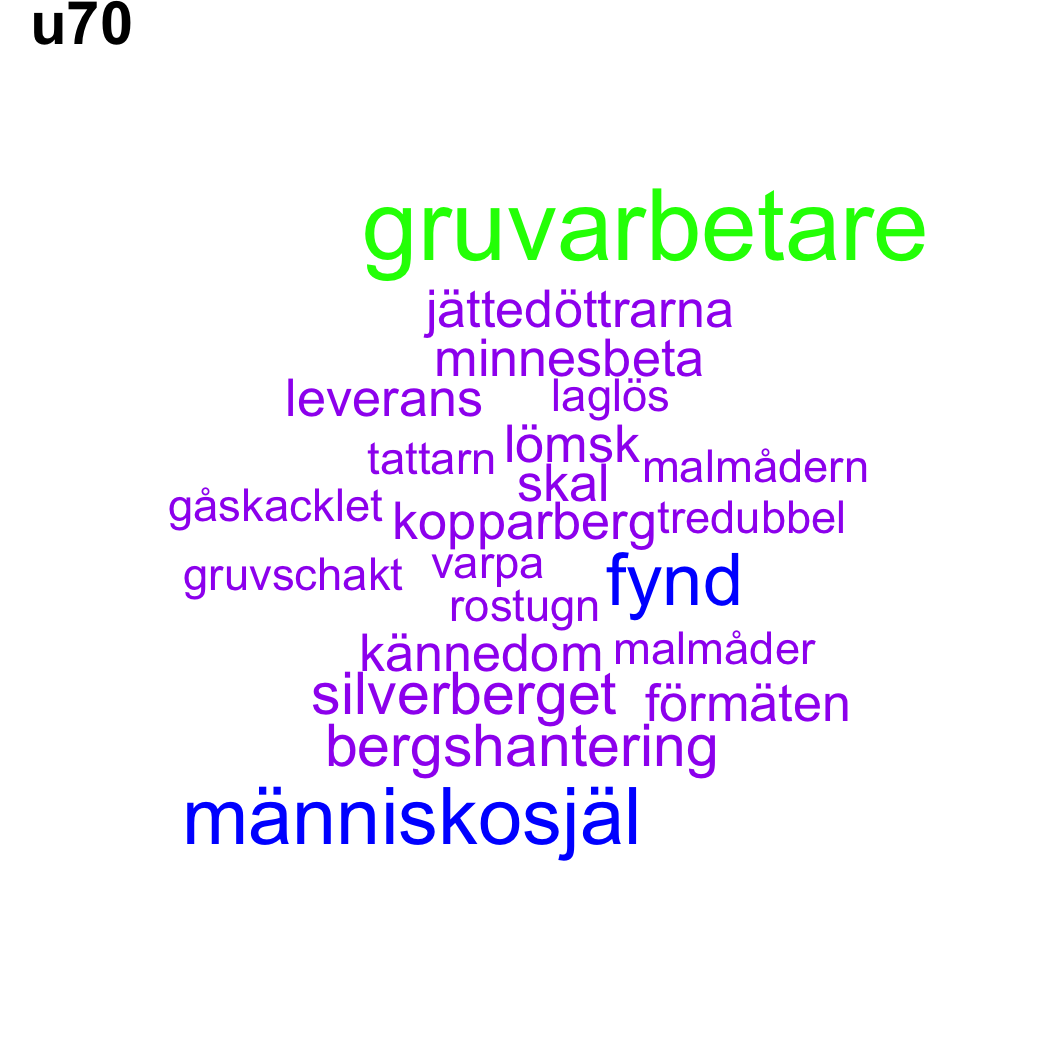 u70
gruvarbetare
jättedöttrarna
minnesbeta
leverans laglös
tattarn lömsk malmådern
skal
gåskacklet kopparberg tredubbel
gruvschakt varpa fynd
rostugn
kännedom malmåder
silverberget förmäten
bergshantering
människosjäl